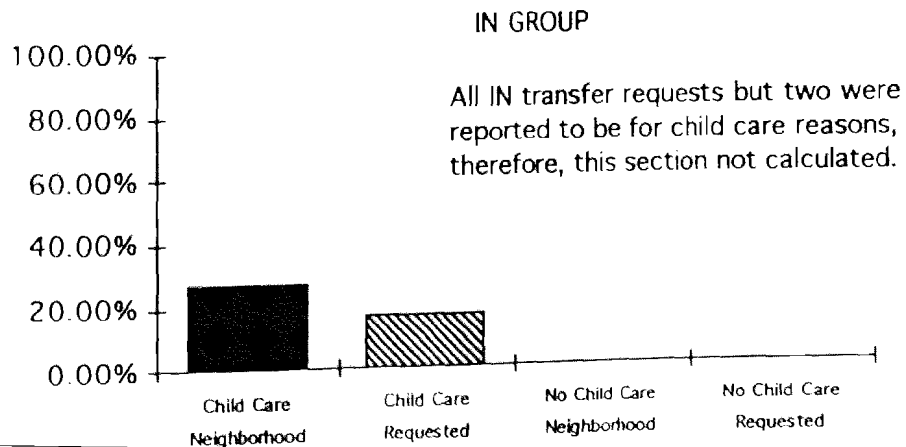 IN GROUP
All IN transfer requests but two were
reported to be for child care reasons,
therefore, this section not calculated.
100.00%
80.00%
60.00%
40.00%
20.00%
0.00%
Child Care
Neighborhood
Child Care
Requested
No Child Care
Neighborhood
No Child Care
Requested